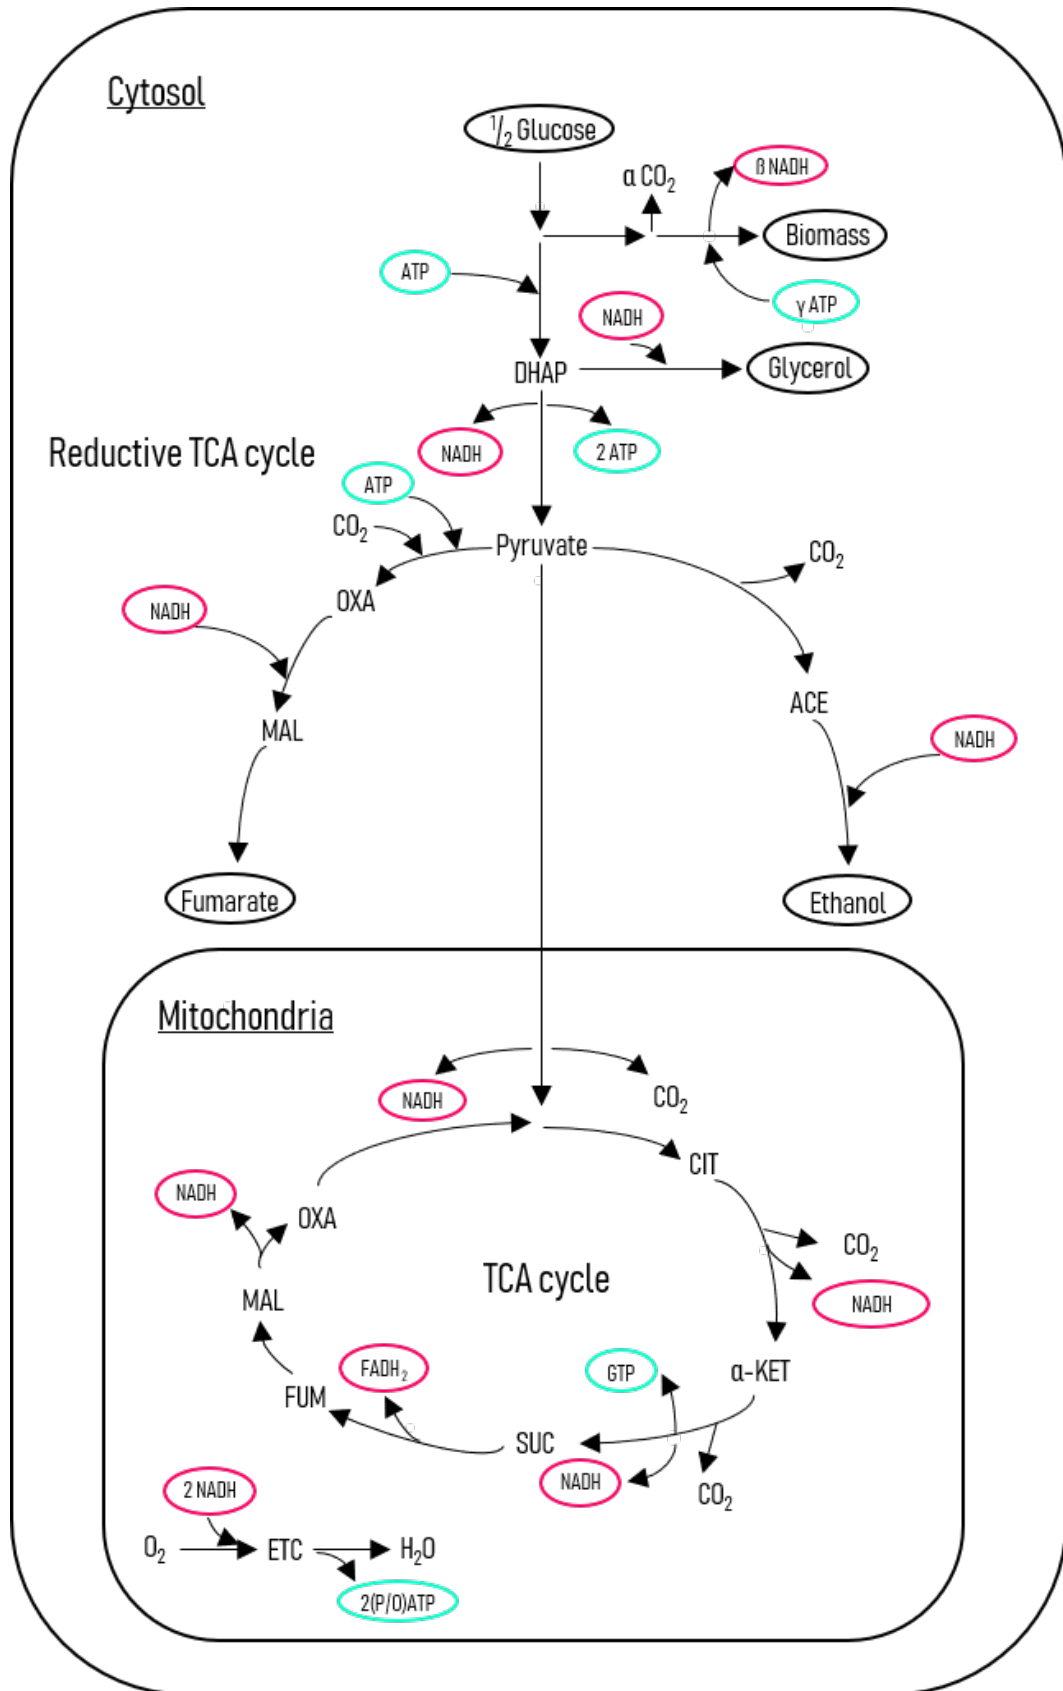 Cytosol
1/2 Glucose
α CO2
ß NADH
Biomass
ATP
γ ATP
NADH
DHAP
Glycerol
NADH
2 ATP
Reductive TCA cycle
ATP
CO2
Pyruvate
CO2
OXA
NADH
MAL
ACE
NADH
Fumarate
Ethanol
Mitochondria
NADH
CO2
CIT
NADH
OXA
CO2
NADH
TCA cycle
MAL
FADH2
GTP
α-KET
FUM
SUC
NADH
CO2
2 NADH
O2
ETC
H2O
2(P/O)ATP